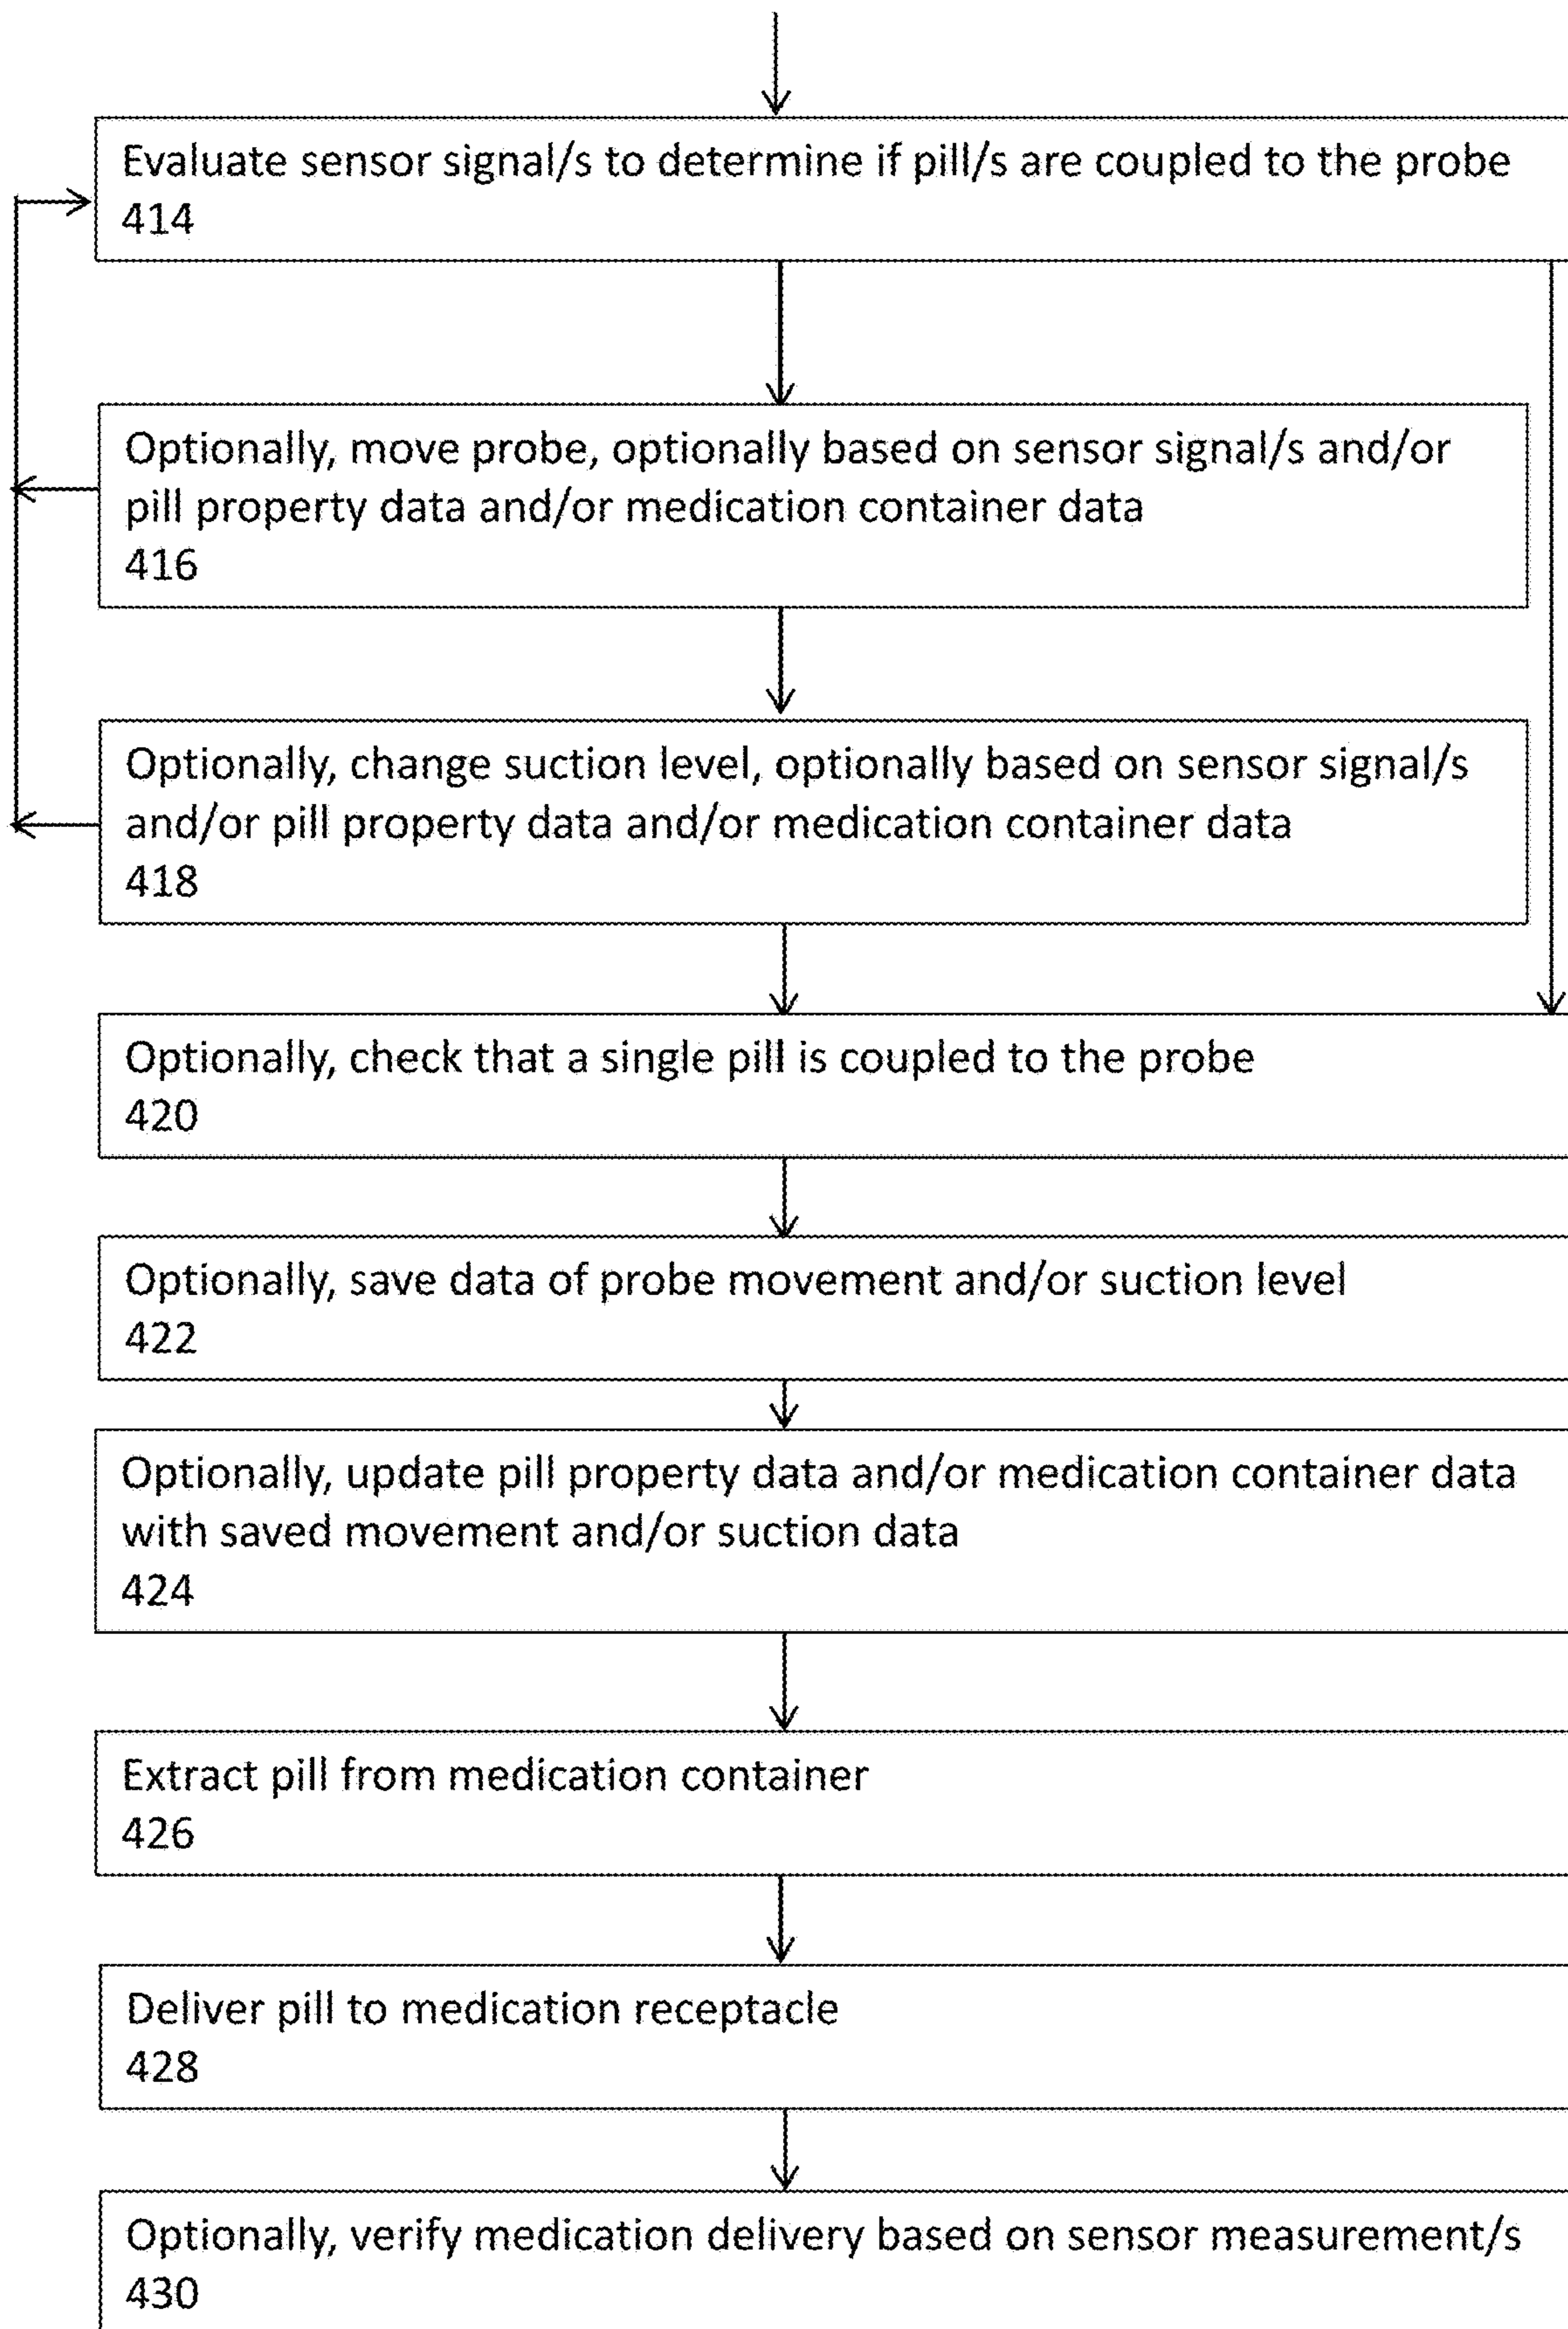 Evaluate sensor signal/s to determine if pill/s are coupled to the probe
414
Optionally, move probe, optionally based on sensor signal/s and/or
pill property data and/or medication container data
416
Optionally, change suction level, optionally based on sensor signal/s
and/or pill property data and/or medication container data
418
Optionally, check that a single pill is coupled to the probe
420
Optionally, save data of probe movement and/or suction level
422
Optionally, update pill property data and/or medication container data
with saved movement and/or suction data
424
Extract pill from medication container
426
Deliver pill to medication receptacle
428
Optionally, verify medication delivery based on sensor measurement/s
430